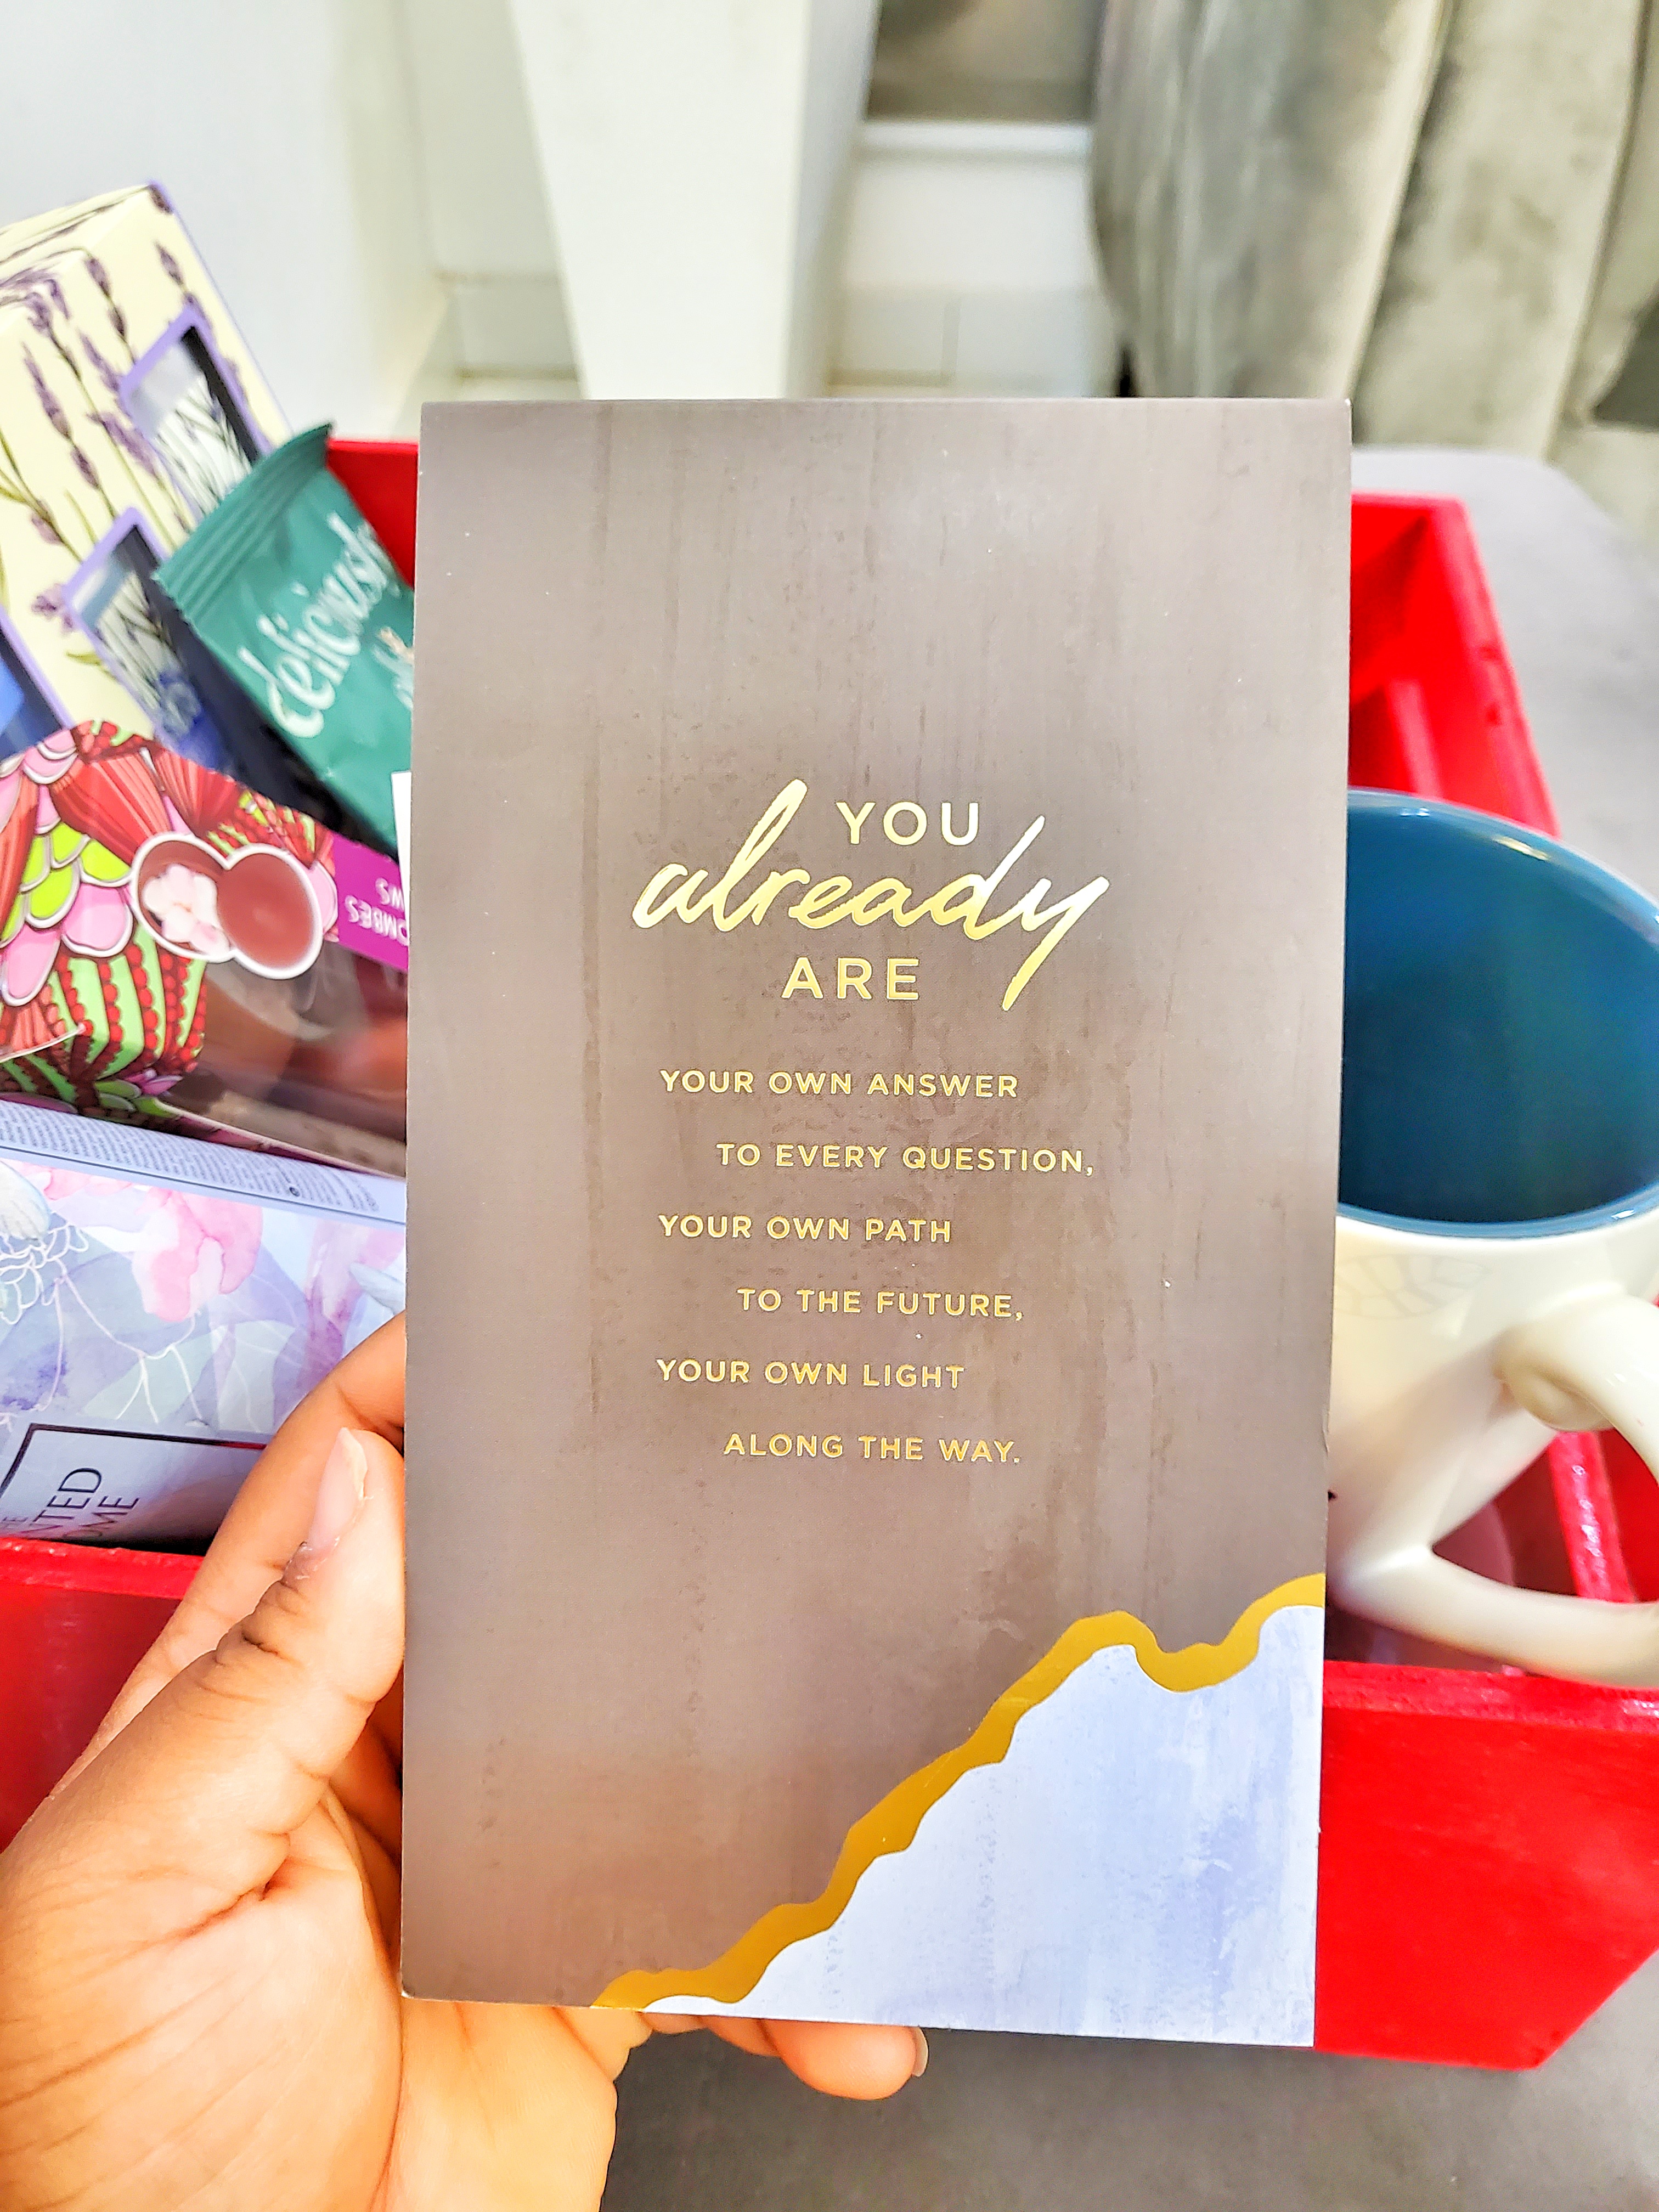 YOU
already
ARE
YOUR OWN ANSWER
TO EVERY QUESTION,
YOUR OWN PATH
TO THE FUTURE,
YOUR OWN LIGHT
ALONG THE WAY.
deliciously